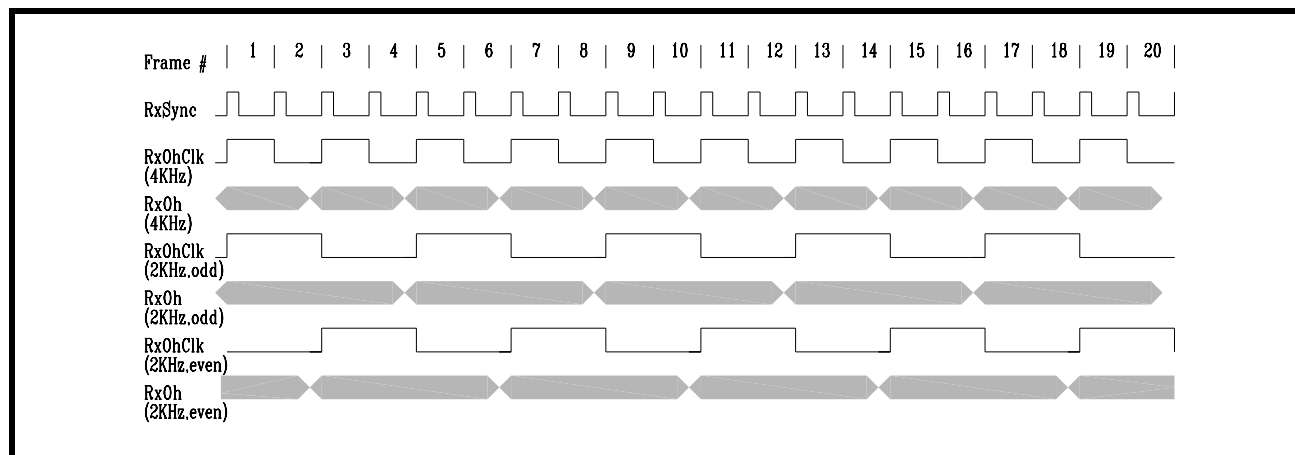 Frame # 1 2 3 4 5 6 7 8 9 10 11 12 13 14 15 16 17 18 19 20
RxSync
RxOhClk
(4KHz)
RxOh
(4KHz)
RxOhClk
(2KHz,odd)
RxOh
(2KHz,odd)
RxOhClk
(2KHz,even)
RxOh
(2KHz,even)